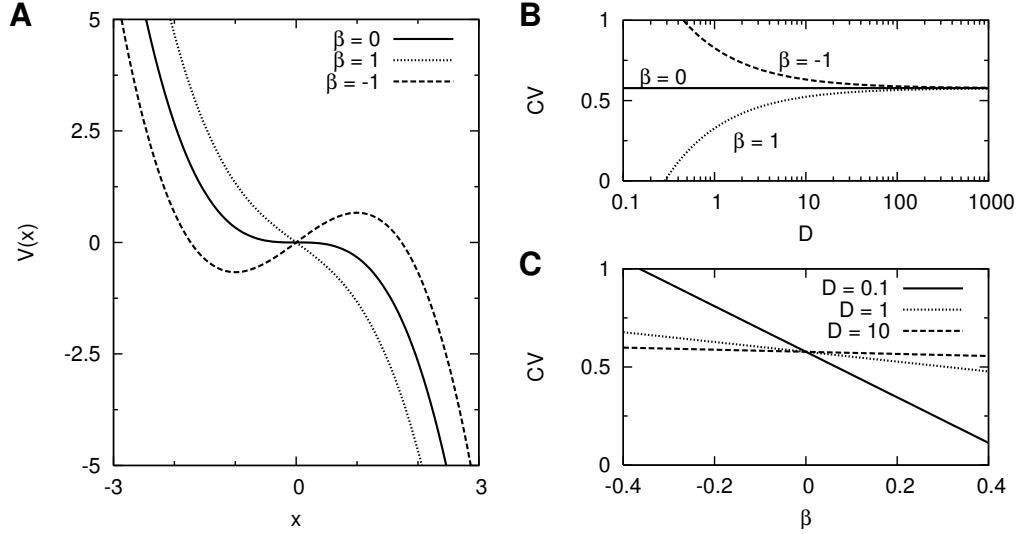 A
β = 0
β = 1
β = -1
5
2.5
0
-2.5
-5
V(x)
-3
0
3
x
B
1
0.5
0
CV
β = -1
β = 0
β = 1
0.1
1
10
100
1000
D
C
D = 0.1
D = 1
D = 10
1
0.5
0
CV
-0.4
-0.2
0
0.2
0.4
β